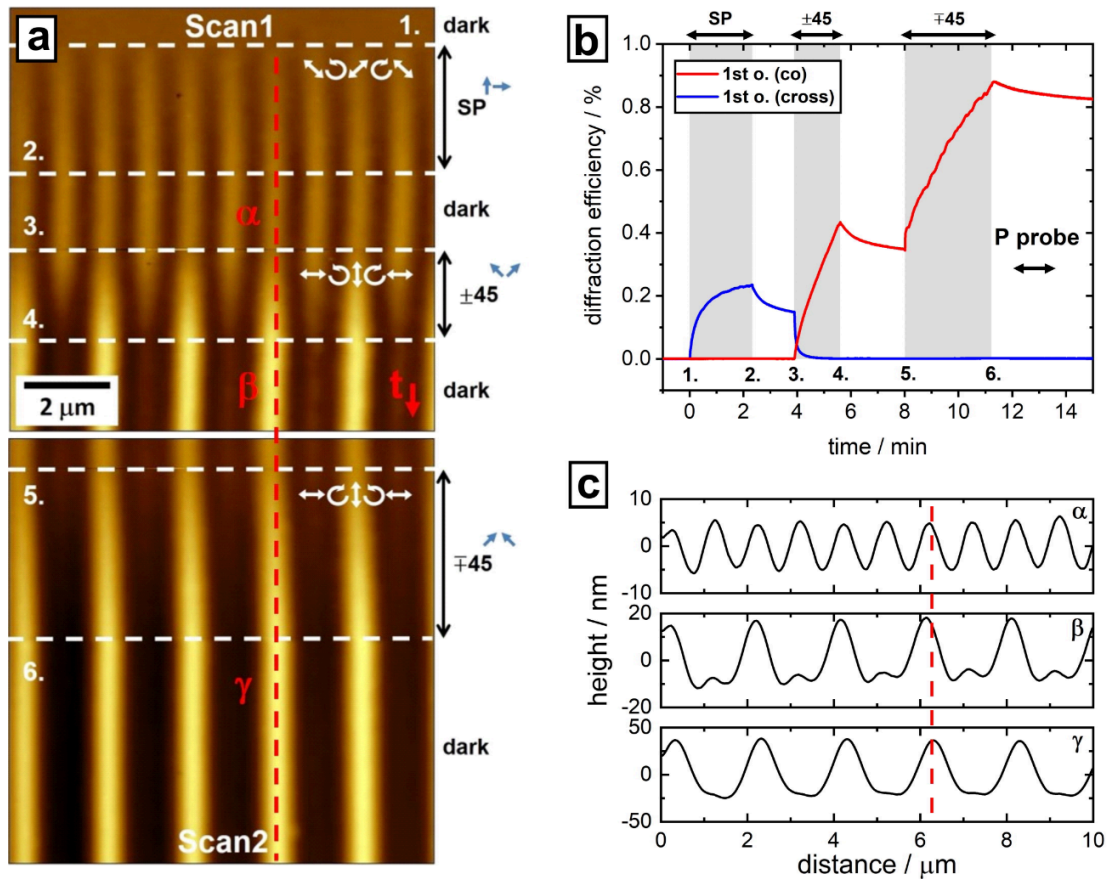 a
Scan1
1.
dark
SP
2.
3.
α
dark
±45
4.
2 μm
β
t
dark
5.
∓45
6.
γ
dark
Scan2
b
SP
±45
∓45
1.0
0.8
0.6
0.4
0.2
0.0
diffraction efficiency / %
1st o. (co)
1st o. (cross)
P probe
1.
2.
3.
4.
5.
6.
0
2
4
6
8
10
12
14
time / min
c
10
0
-10
α
20
0
-20
β
50
0
-50
γ
height / nm
0
2
4
6
8
10
distance / μm